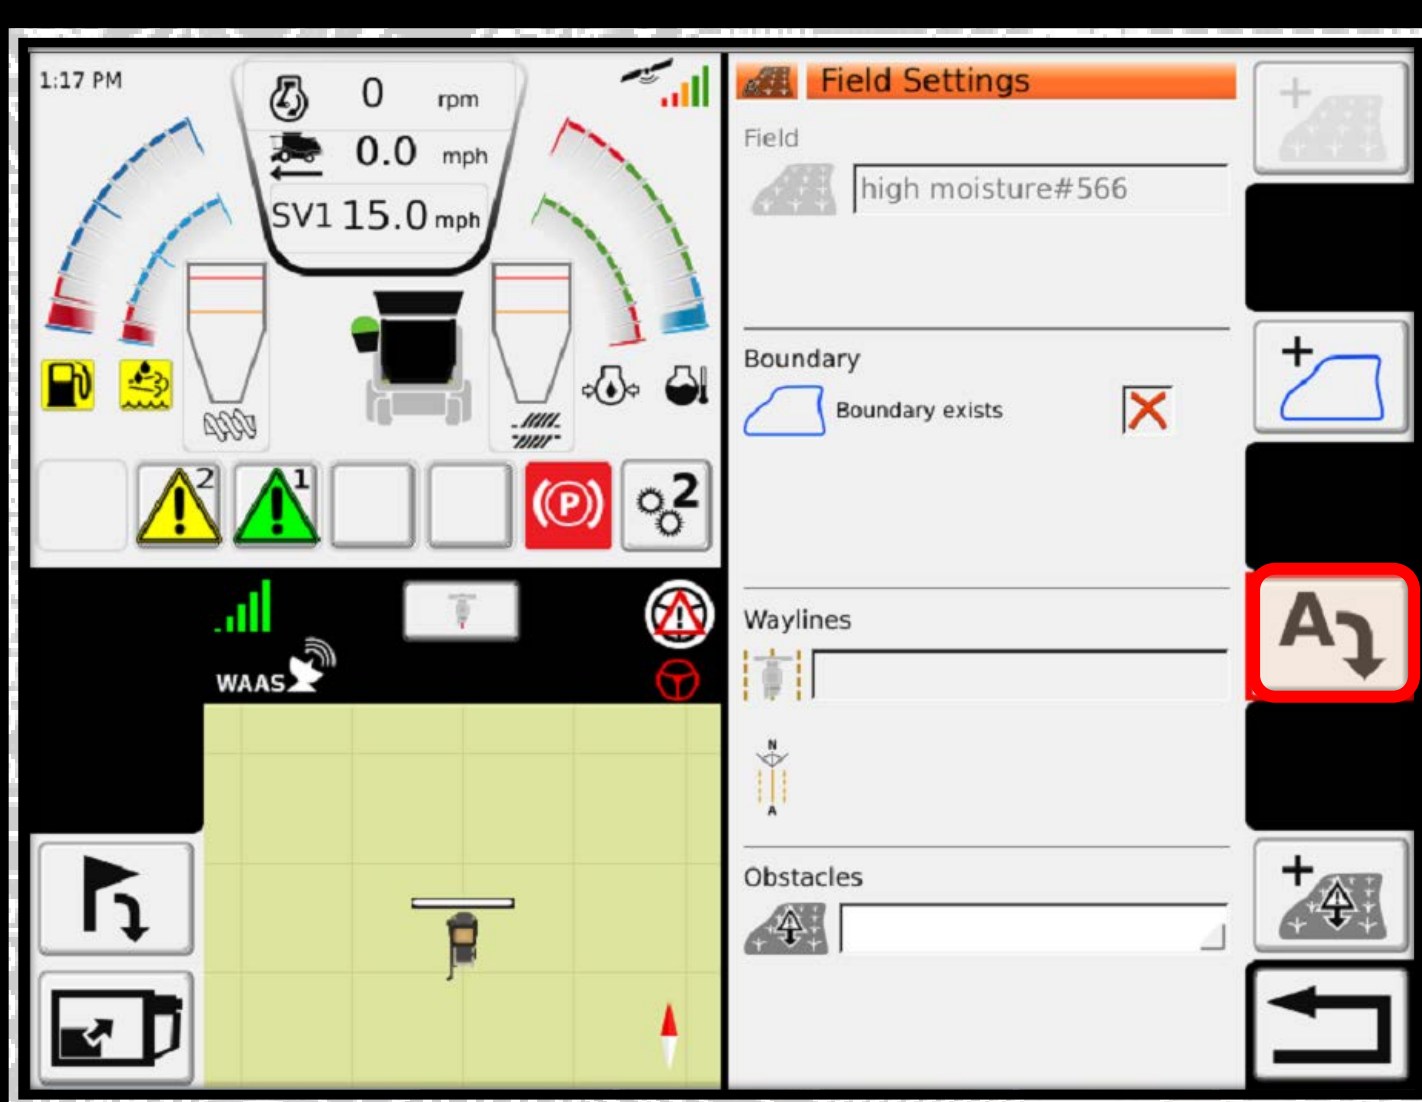 1:17 PM
0 rpm
0.0 mph
SV1 15.0 mph
2
1
P
2
WAAS
Field Settings
Field
high moisture#566
Boundary
Boundary exists
Waylines
N
A
Obstacles
A